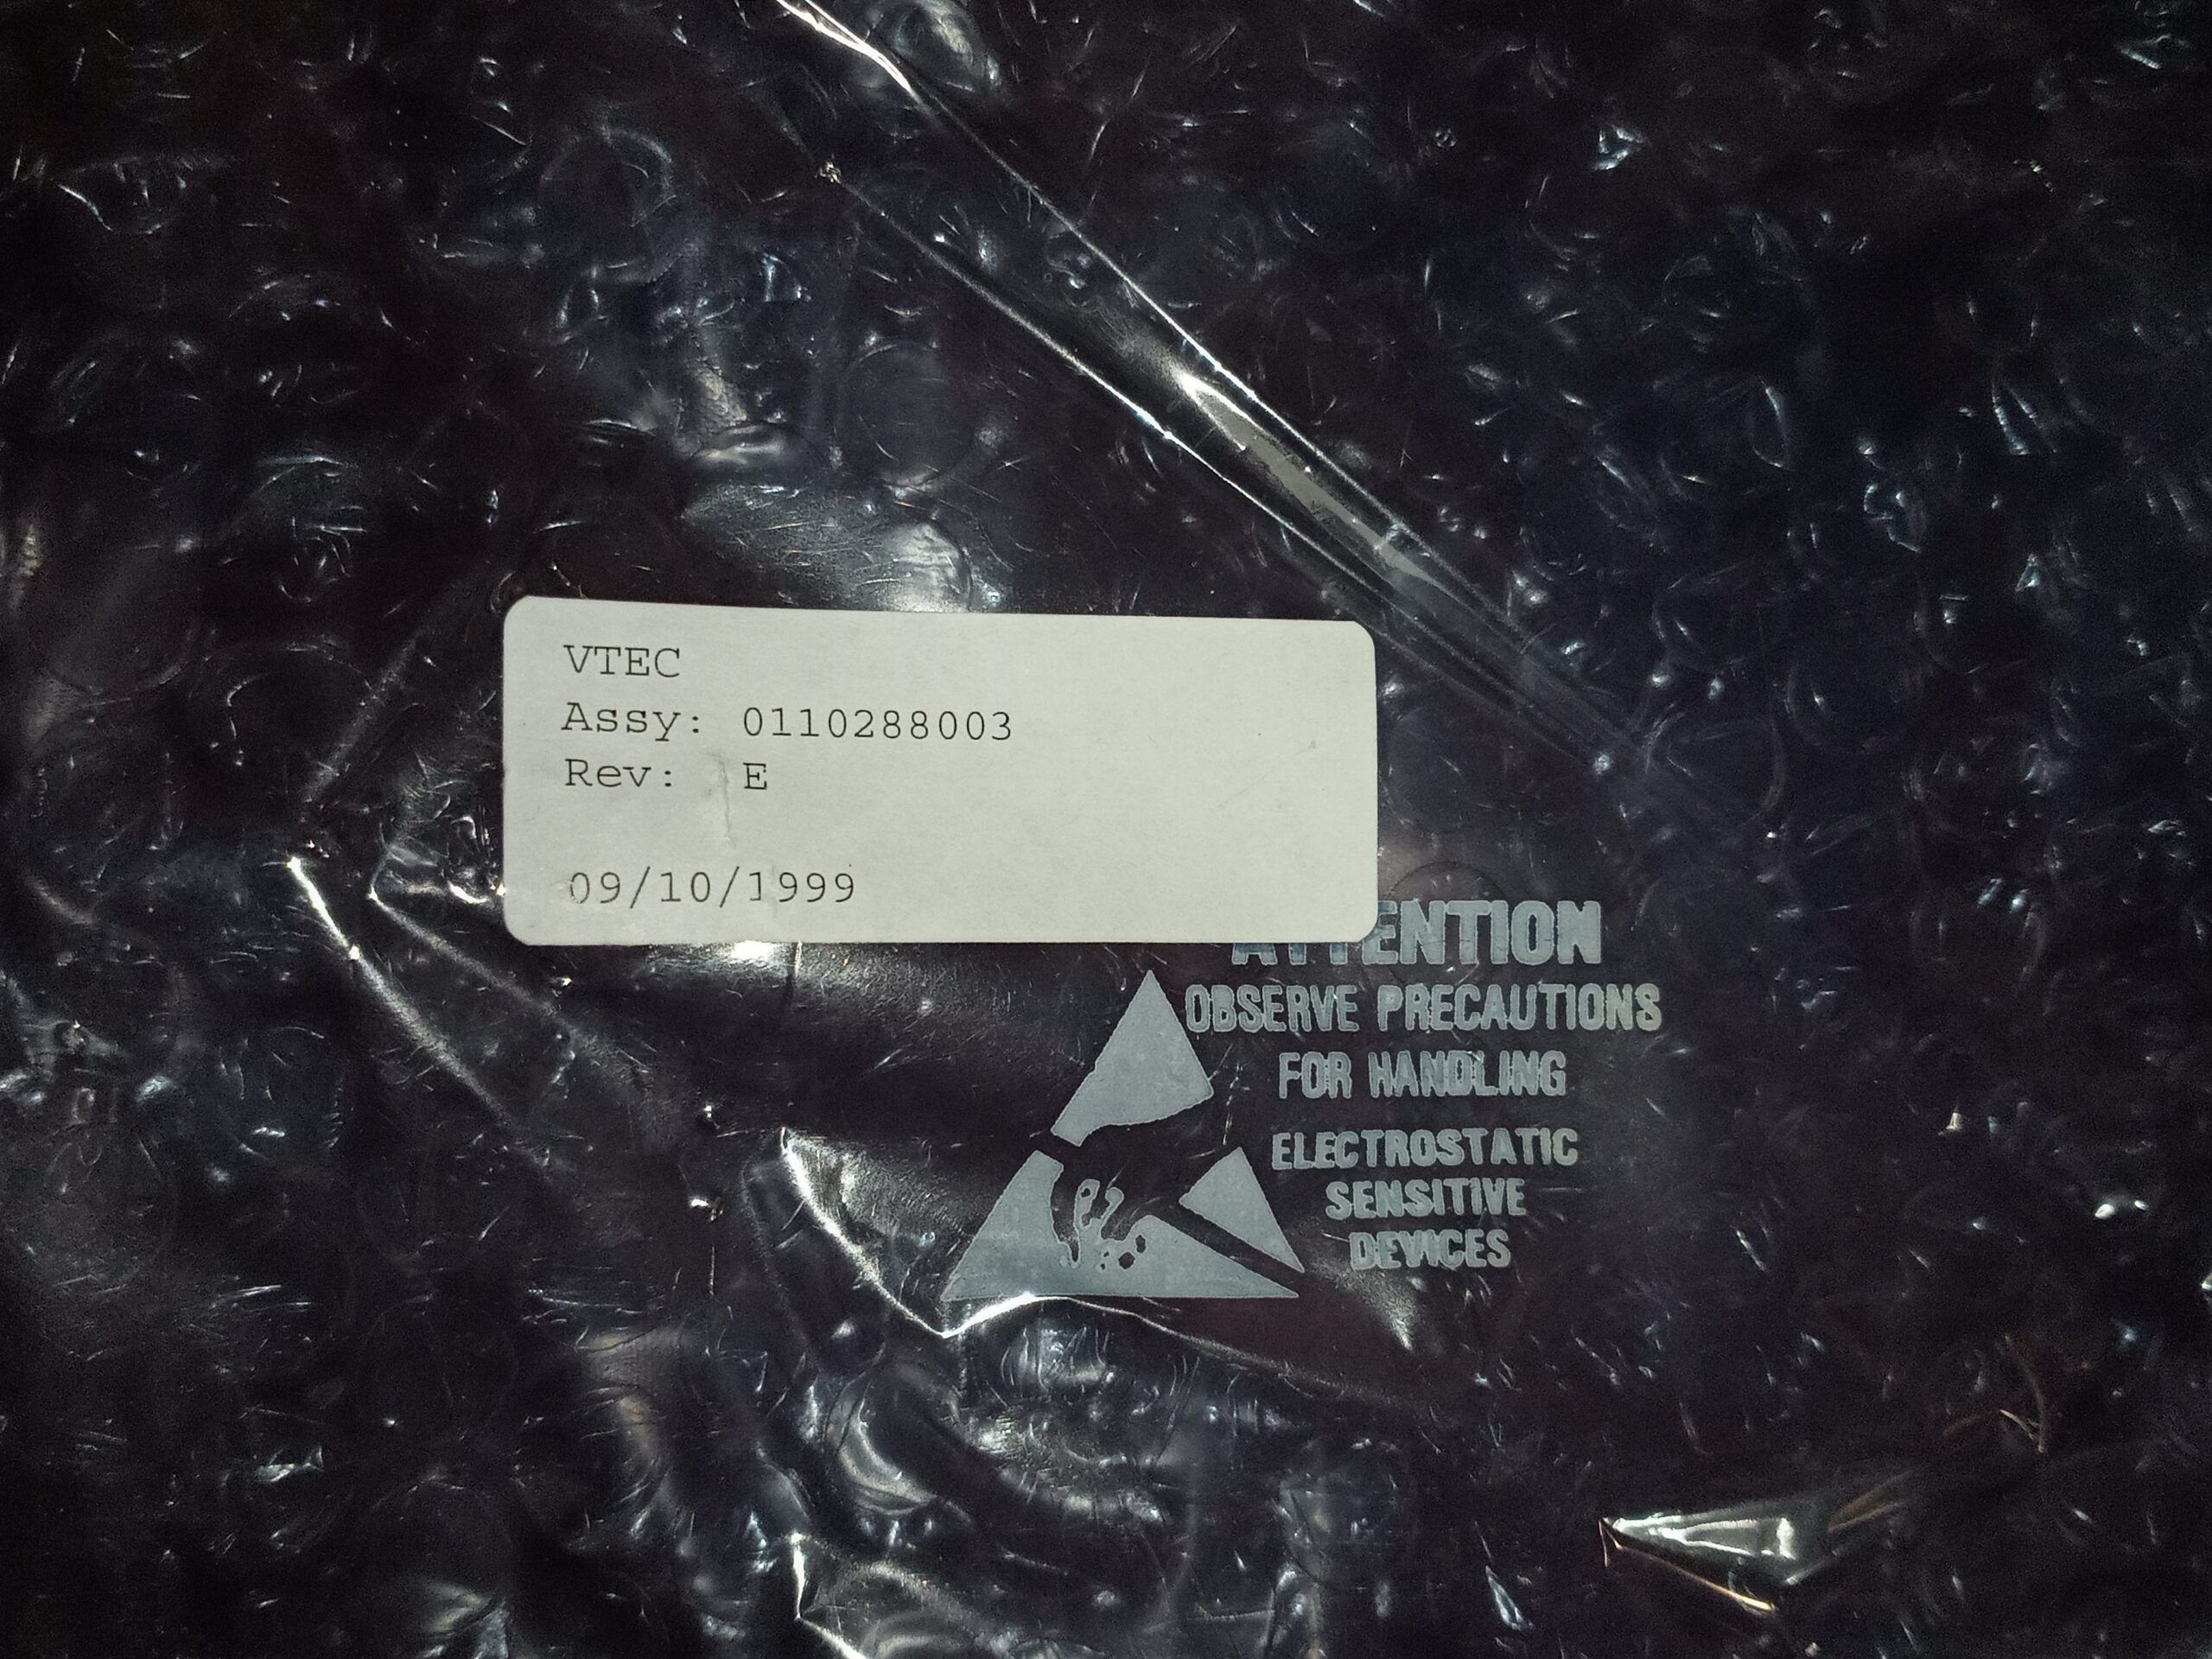 VTEC
Assy: 0110288003
Rev: E
09/10/1999
ATTENTION
OBSERVE PRECAUTIONS
FOR HANDLING
ELECTROSTATIC
SENSITIVE
DEVICES